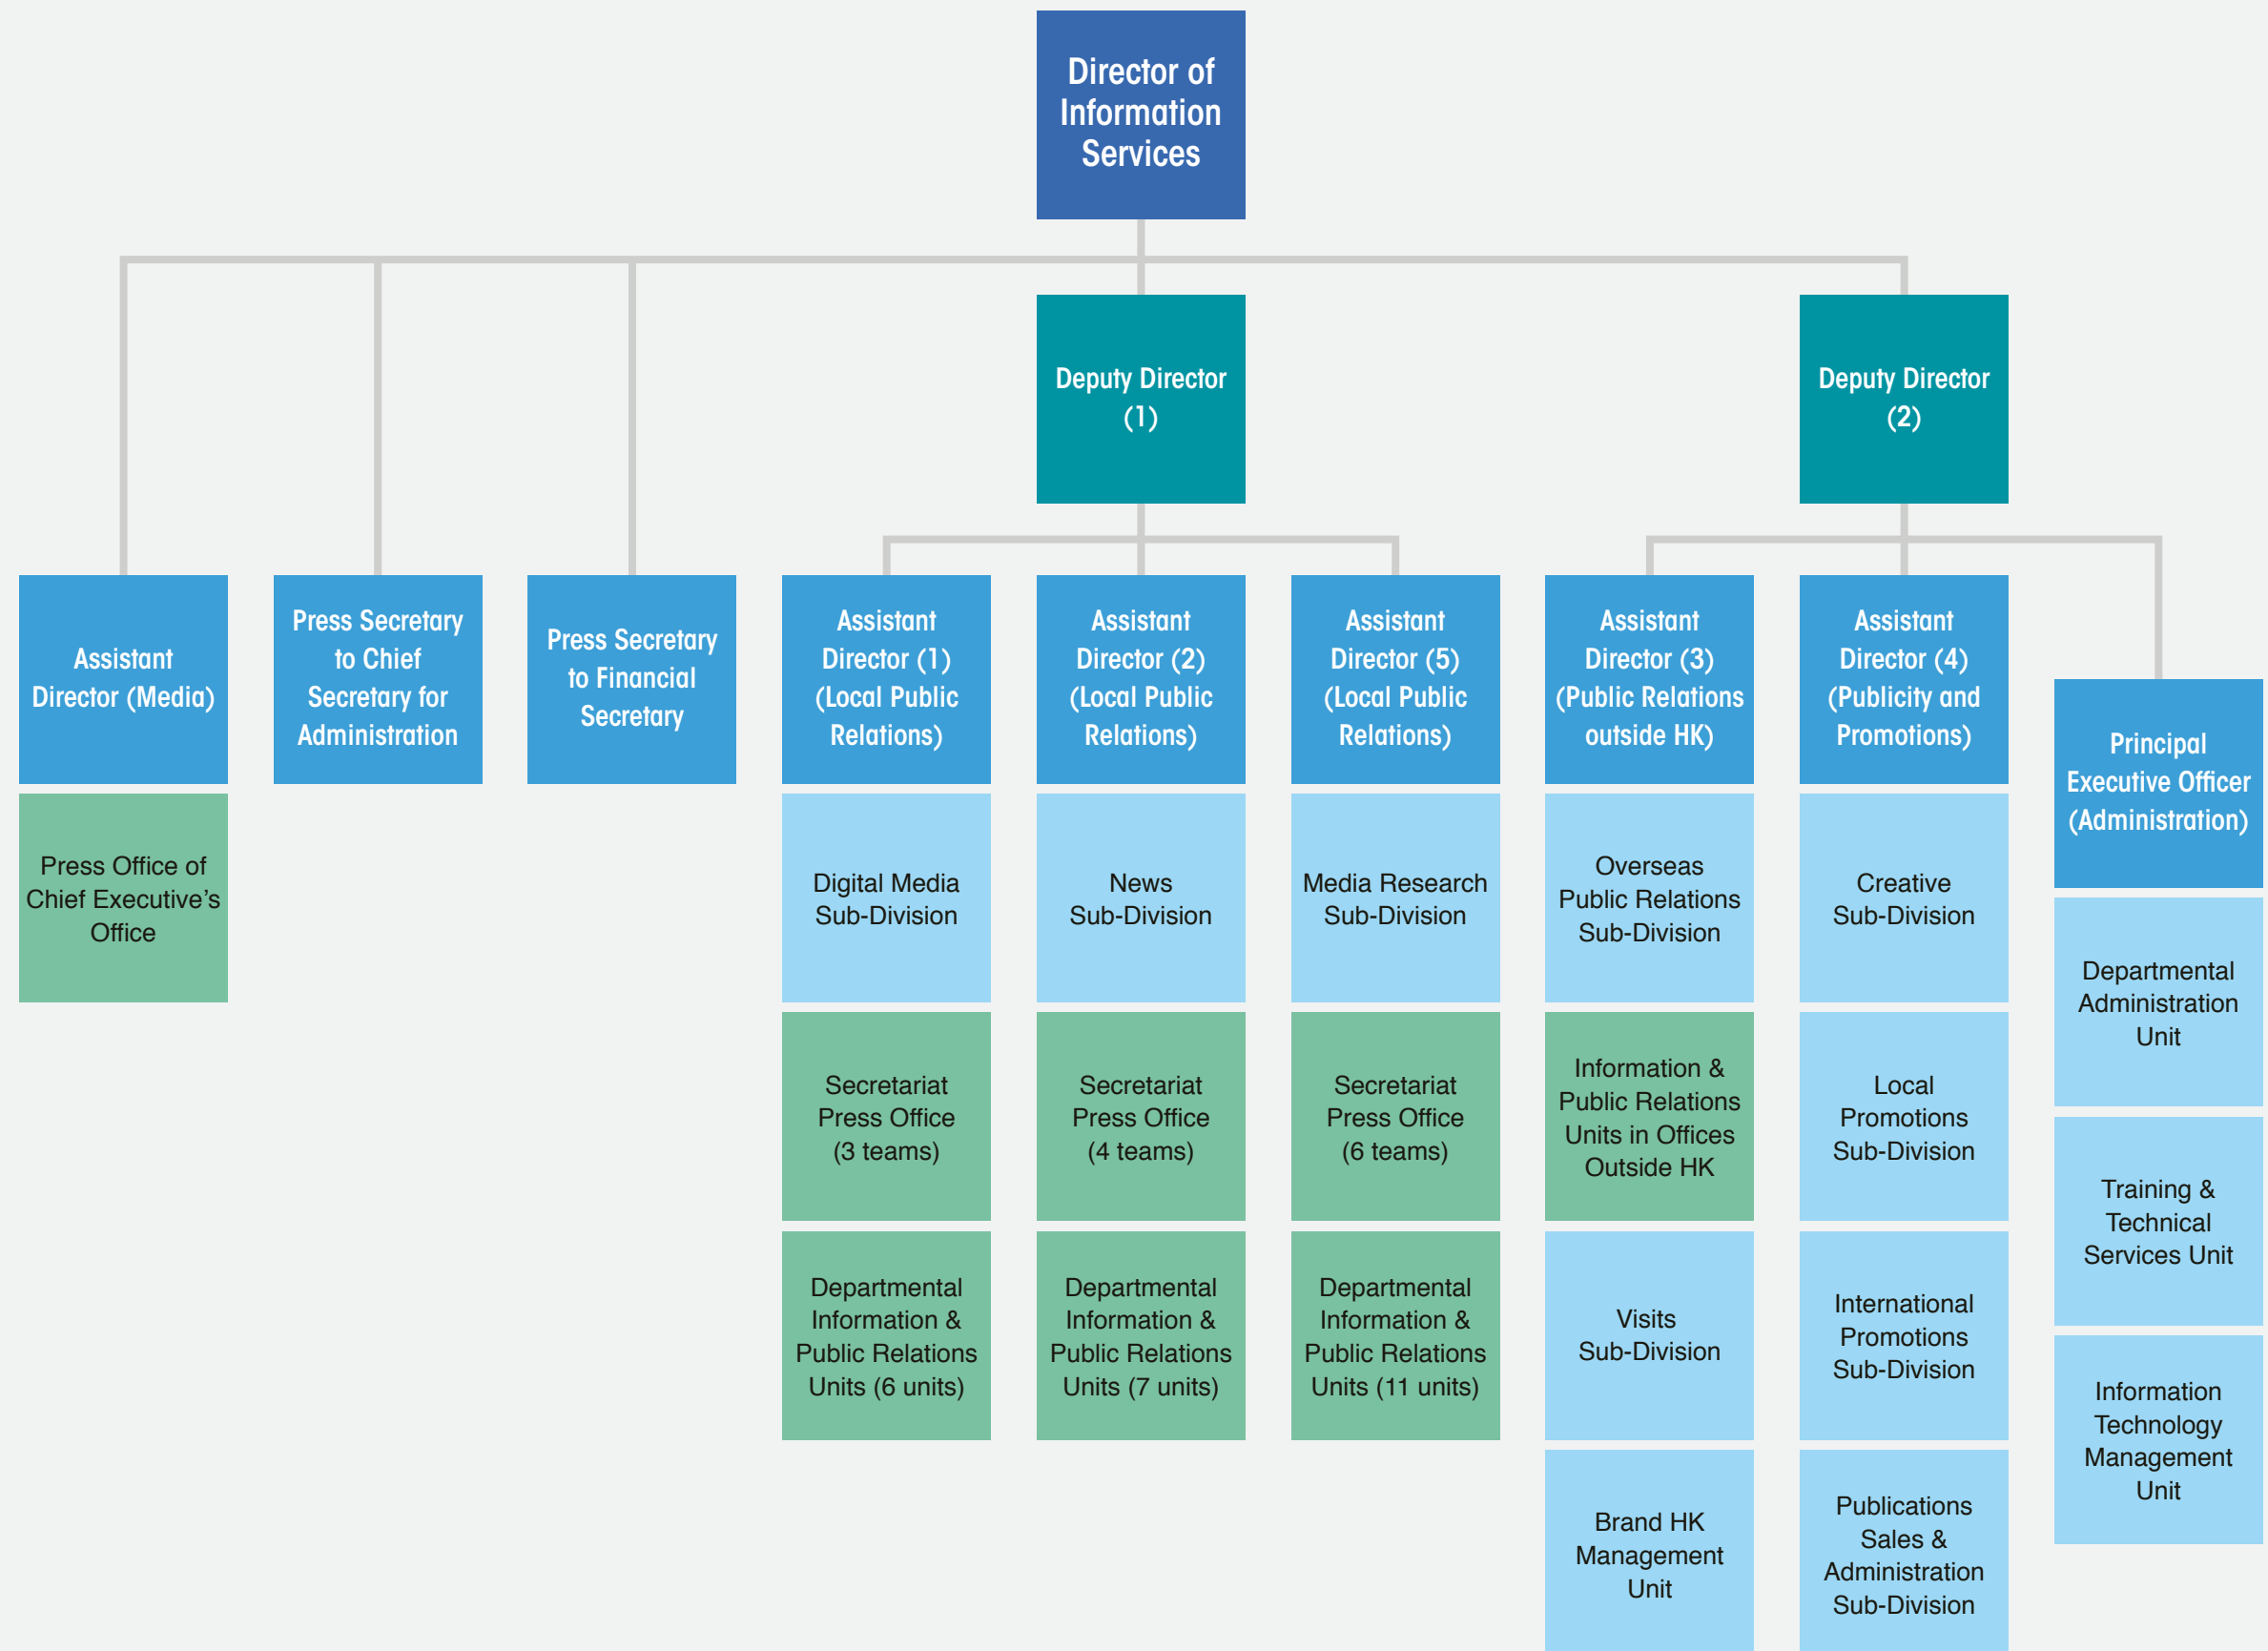 Director of
Information
Services
Deputy Director
(1)
Deputy Director
(2)
Assistant
Director (Media)
Press Secretary
to Chief
Secretary for
Administration
Press Secretary
to Financial
Secretary
Assistant
Director (1)
(Local Public
Relations)
Assistant
Director (2)
(Local Public
Relations)
Assistant
Director (5)
(Local Public
Relations)
Assistant
Director (3)
(Public Relations
outside HK)
Assistant
Director (4)
(Publicity and
Promotions)
Principal
Executive Officer
(Administration)
Press Office of
Chief Executive's
Office
Digital Media
Sub-Division
News
Sub-Division
Media Research
Sub-Division
Overseas
Public Relations
Sub-Division
Creative
Sub-Division
Departmental
Administration
Unit
Secretariat
Press Office
(3 teams)
Secretariat
Press Office
(4 teams)
Secretariat
Press Office
(6 teams)
Information &
Public Relations
Units in Offices
Outside HK
Local
Promotions
Sub-Division
Training &
Technical
Services Unit
Departmental
Information &
Public Relations
Units (6 units)
Departmental
Information &
Public Relations
Units (7 units)
Departmental
Information &
Public Relations
Units (11 units)
Visits
Sub-Division
International
Promotions
Sub-Division
Information
Technology
Management
Unit
Brand HK
Management
Unit
Publications
Sales &
Administration
Sub-Division